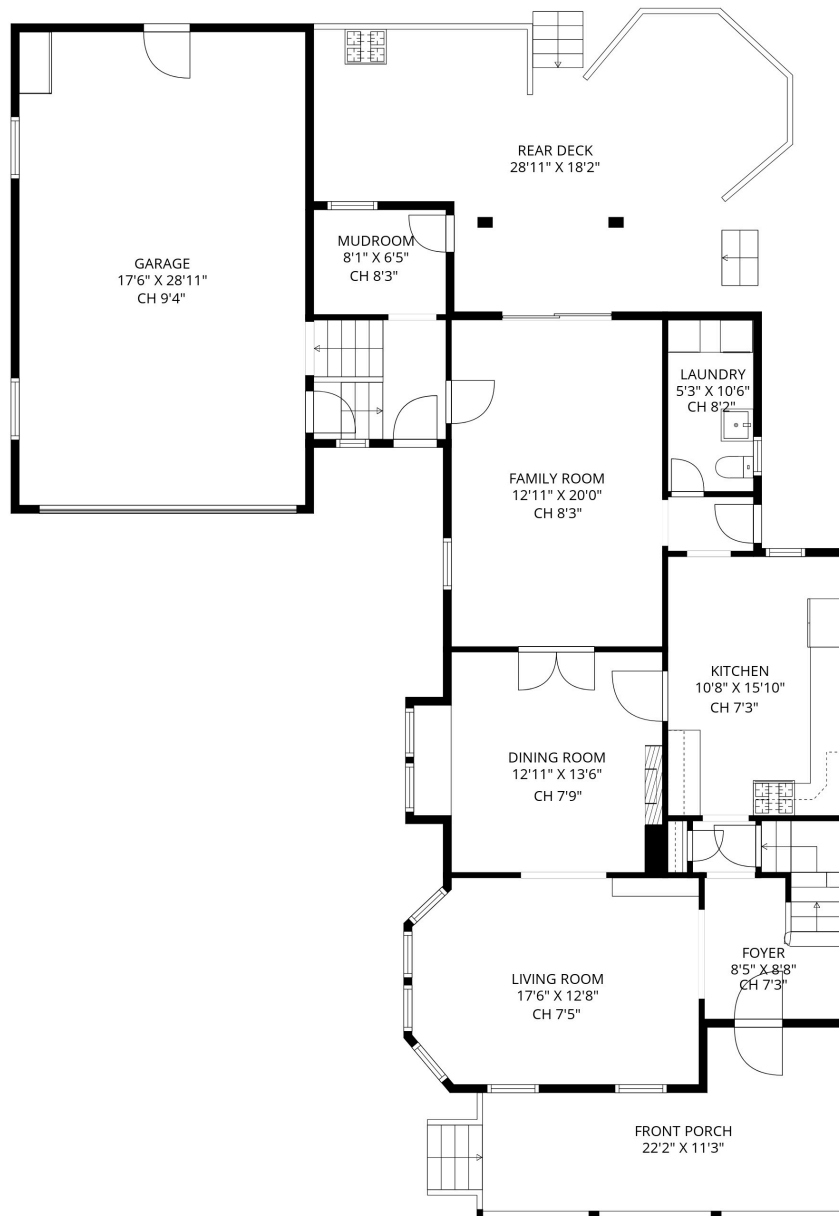 REAR DECK
28'11" X 18'2"
MUDROOM
8'1" X 6'5"
CH 8'3"
GARAGE
17'6" X 28'11"
CH 9'4"
LAUNDRY
5'3" X 10'6"
CH 8'2"
FAMILY ROOM
12'11" X 20'0"
CH 8'3"
KITCHEN
10'8" X 15'10"
CH 7'3"
DINING ROOM
12'11" X 13'6"
CH 7'9"
FOYER
8'5" X 8'8"
CH 7'3"
LIVING ROOM
17'6" X 12'8"
CH 7'5"
FRONT PORCH
22'2" X 11'3"